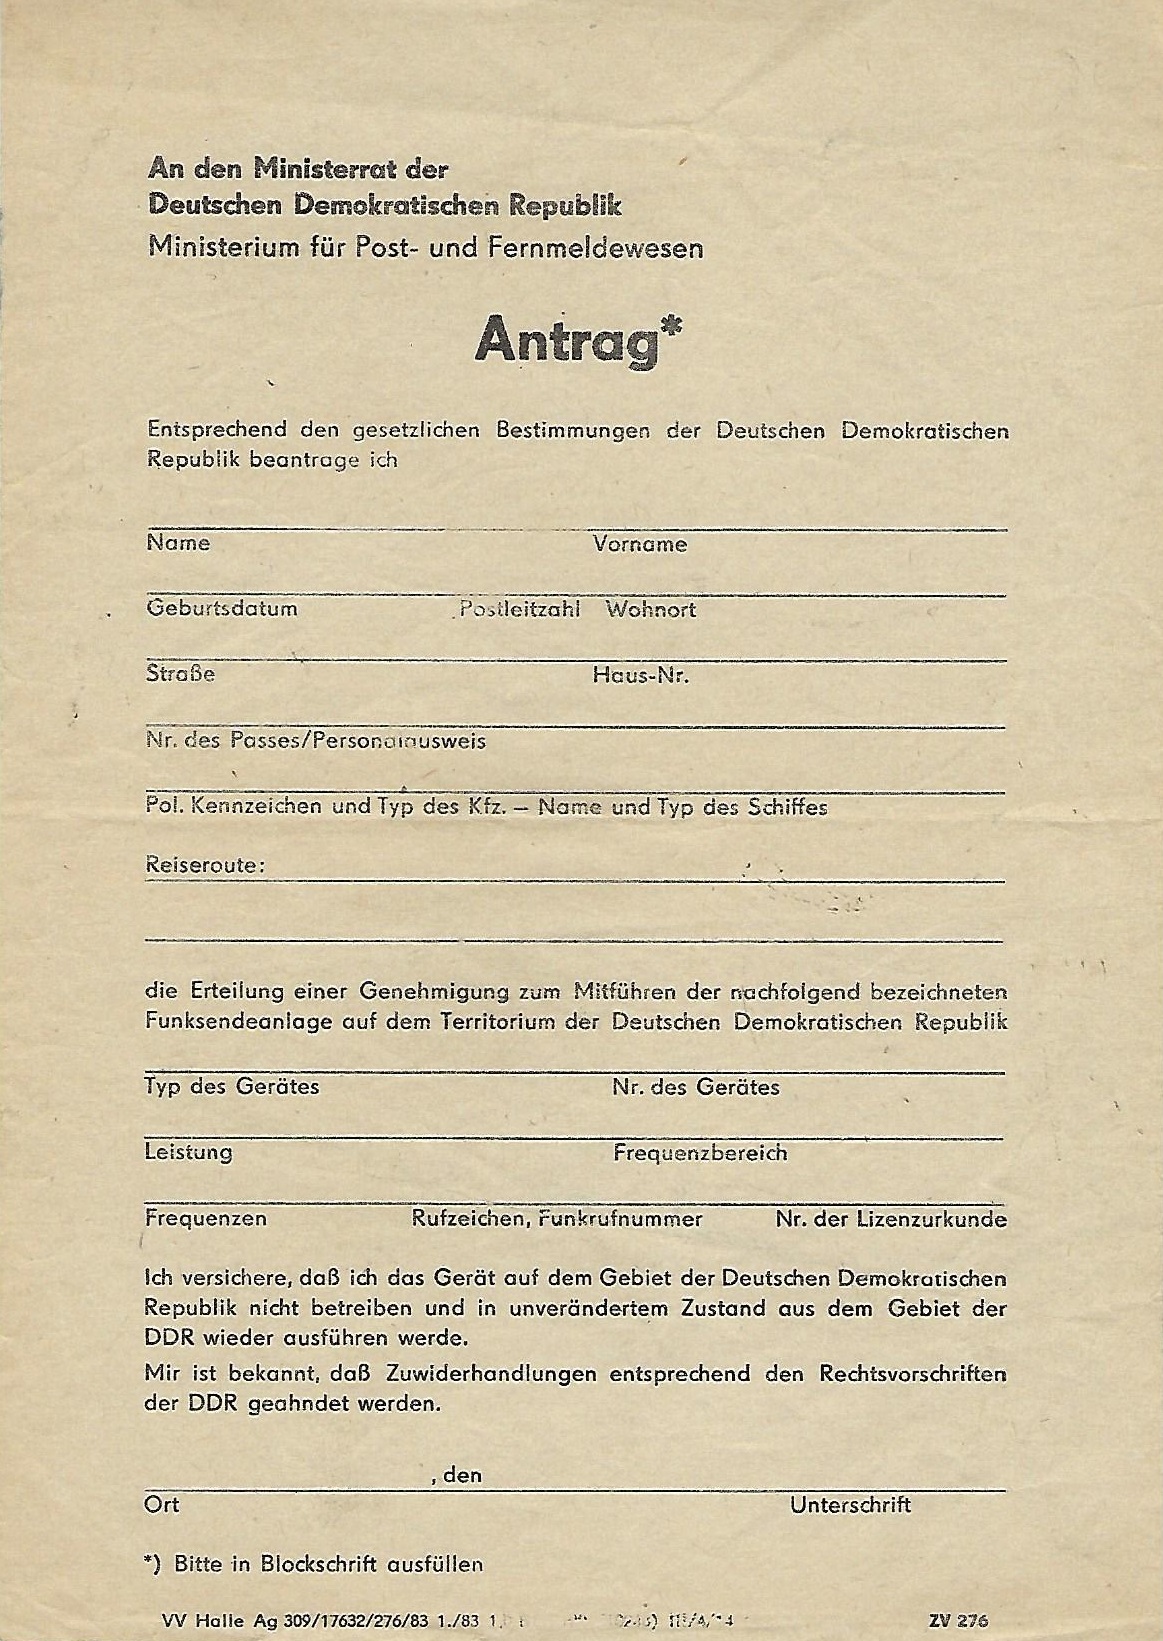 An den Ministerrat der
Deutschen Demokratischen Republik
Ministerium für Post- und Fernmeldewesen
Antrag*
Entsprechend den gesetzlichen Bestimmungen der Deutschen Demokratischen
Republik beantrage ich
Name Vorname
Geburtsdatum Postleitzahl Wohnort
Straße Haus-Nr.
Nr. des Passes/Personalausweis
Pol. Kennzeichen und Typ des Kfz. – Name und Typ des Schiffes
Reiseroute:
die Erteilung einer Genehmigung zum Mitführen der nachfolgend bezeichneten
Funksendeanlage auf dem Territorium der Deutschen Demokratischen Republik
Typ des Gerätes Nr. des Gerätes
Leistung Frequenzbereich
Frequenzen Rufzeichen, Funkrufnummer Nr. der Lizenzurkunde
Ich versichere, daß ich das Gerät auf dem Gebiet der Deutschen Demokratischen
Republik nicht betreiben und in unverändertem Zustand aus dem Gebiet der
DDR wieder ausführen werde.
Mir ist bekannt, daß Zuwiderhandlungen entsprechend den Rechtsvorschriften
der DDR geahndet werden.
, den
Ort Unterschrift
*) Bitte in Blockschrift ausfüllen
VV Halle Ag 309/17632/276/83 1./83 ZV 276